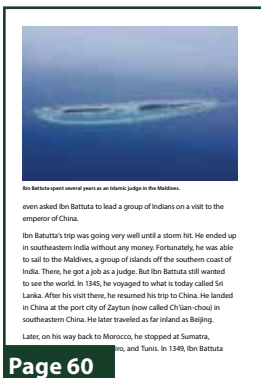 Ibn Battuta spent several years as an Islamic judge in the Maldives.
even asked Ibn Battuta to lead a group of Indians on a visit to the
emperor of China.
Ibn Batutta's trip was going very well until a storm hit. He ended up
in southeastern India without any money. Fortunately, he was able
to sail to the Maldives, a group of islands off the southern coast of
India. There, he got a job as a judge. But Ibn Battuta still wanted
to see the world. In 1345, he voyaged to what is today called Sri
Lanka. After his visit there, he resumed his trip to China. He landed
in China at the port city of Zaytun (now called Ch'üan-chou) in
southeastern China. He later traveled as far inland as Beijing.
Later, on his way back to Morocco, he stopped at Sumatra,
and Tunis. In 1349, Ibn Battuta
Page 60